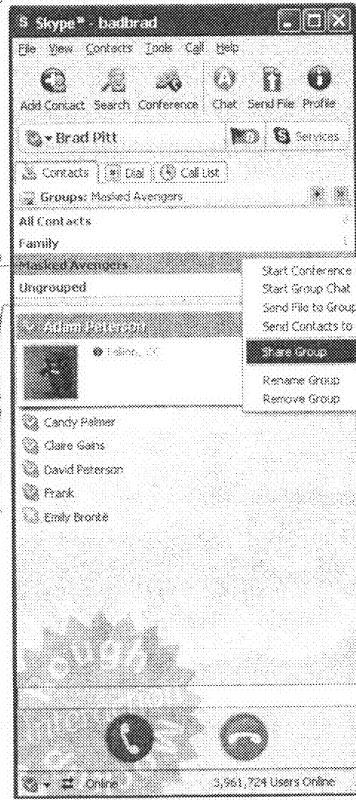 S Skype™ - badbrad
File View Contacts Tools Call Help
Add Contact Search Conference Chat Send File Profile
Brad Pitt Services
Contacts Dial Call List
Groups: Masked Avengers
All Contacts
Family
Masked Avengers
Ungrouped
Start Conference
Start Group Chat
Send File to Group
Send Contacts to
Share Group
Rename Group
Remove Group
Adam Peterson
Candy Palmer
Claire Gains
David Peterson
Frank
Emily Brontë
Online 3,961,724 Users Online